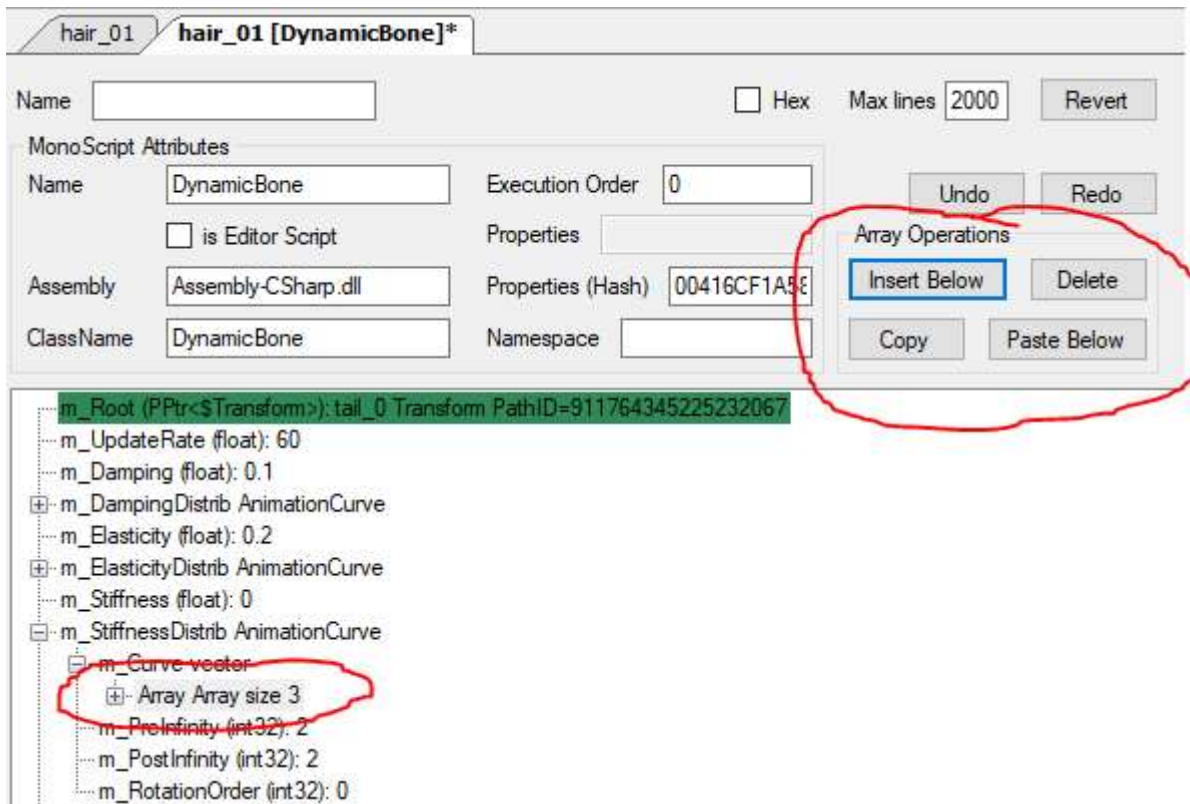 hair_01
hair_01 [DynamicBone]*
Name
Hex
Max lines 2000
Revert
MonoScript Attributes
Name DynamicBone
Execution Order 0
Undo
Redo
is Editor Script
Properties
Array Operations
Assembly Assembly-CSharp.dll
Properties (Hash) 00416CF1A58
Insert Below
Delete
ClassName DynamicBone
Namespace
Copy
Paste Below
m_Root (PPtr<$Transform>): tail_0 Transform PathID=911764345225232067
m_UpdateRate (float): 60
m_Damping (float): 0.1
m_DampingDistrib AnimationCurve
m_Elasticity (float): 0.2
m_ElasticityDistrib AnimationCurve
m_Stiffness (float): 0
m_StiffnessDistrib AnimationCurve
m_Curve vector
Array Array size 3
m_PreInfinity (int32): 2
m_PostInfinity (int32): 2
m_RotationOrder (int32): 0